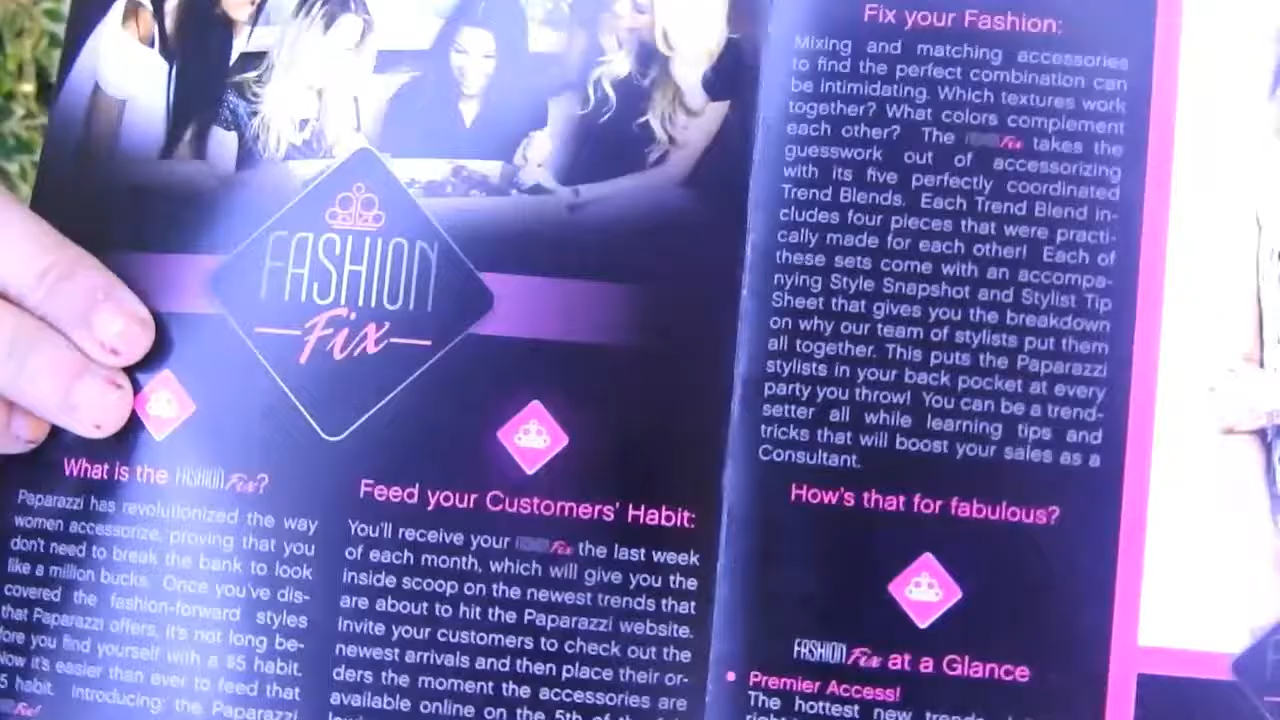 FASHION
Fix
What is the FASHION Fix?
Paparazzi has revolutionized the way
women accessorize, proving that you
don't need to break the bank to look
like a million bucks. Once you've dis-
covered the fashion-forward styles
that Paparazzi offers, it's not long be-
fore you find yourself with a $5 habit.
Now it's easier than ever to feed that
5 habit. Introducing the Paparazzi
Fix!
Feed your Customers' Habit:
You'll receive your Fix the last week
of each month, which will give you the
inside scoop on the newest trends that
are about to hit the Paparazzi website.
Invite your customers to check out the
newest arrivals and then place their or-
ders the moment the accessories are
available online on the 5th of the
Fix your Fashion:
Mixing and matching accessories
to find the perfect combination can
be intimidating. Which textures work
together? What colors complement
each other? The Fix takes the
guesswork out of accessorizing
with its five perfectly coordinated
Trend Blends. Each Trend Blend in-
cludes four pieces that were practi-
cally made for each other! Each of
these sets come with an accompa-
nying Style Snapshot and Stylist Tip
Sheet that gives you the breakdown
on why our team of stylists put them
all together. This puts the Paparazzi
stylists in your back pocket at every
party you throw! You can be a trend-
setter all while learning tips and
tricks that will boost your sales as a
Consultant.
How's that for fabulous?
FASHION Fix at a Glance
• Premier Access!
The hottest new trends